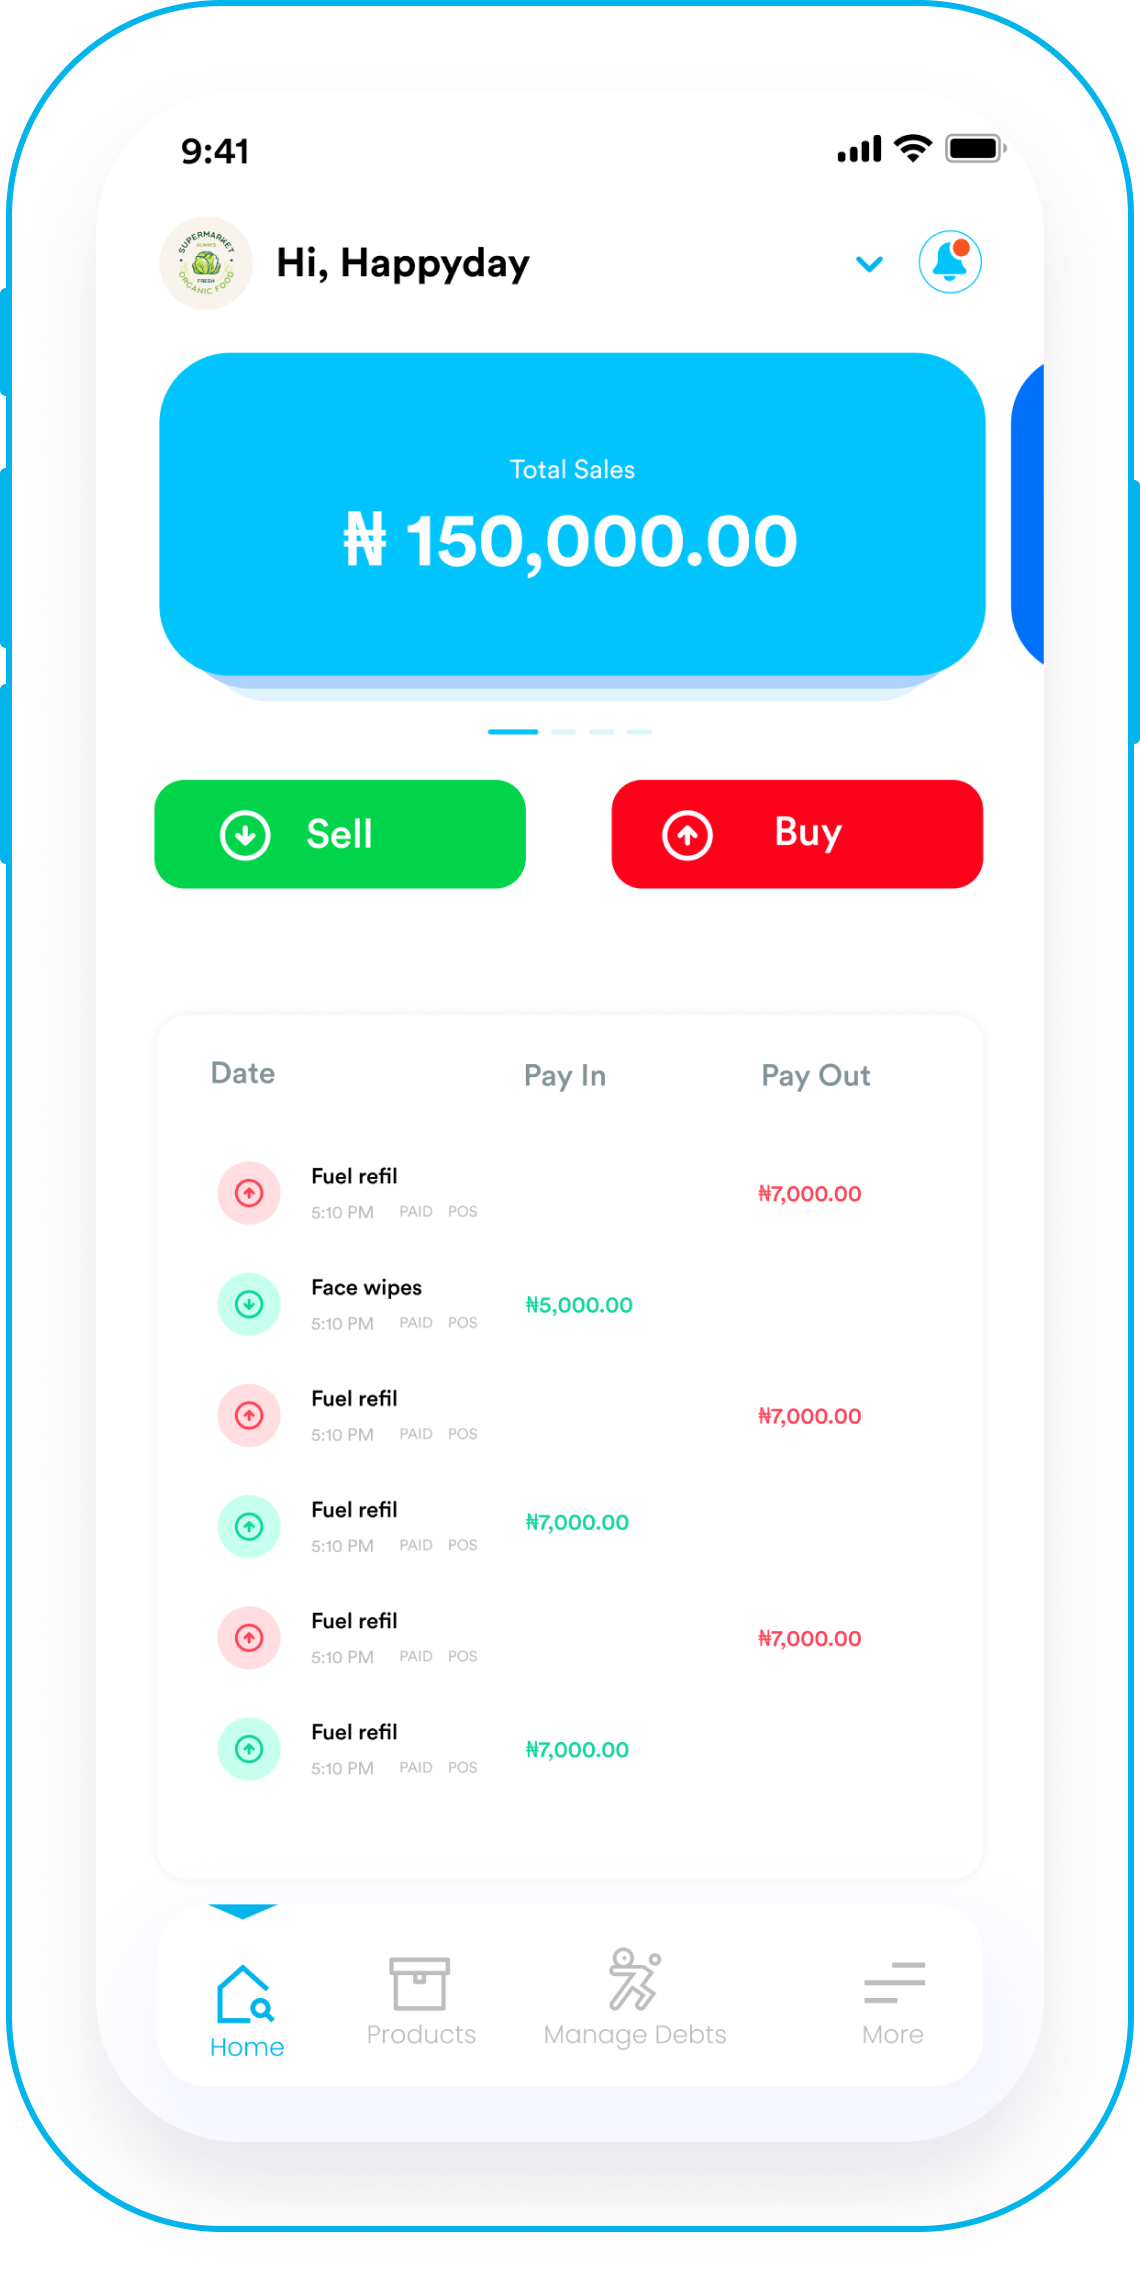 9:41
SUPERMARKET
ALWAYS
FRESH
ORGANIC FOOD
Hi, Happyday
Total Sales
₦ 150,000.00
Sell
Buy
Date Pay In Pay Out
Fuel refil
5:10 PM PAID POS ₦7,000.00
Face wipes
5:10 PM PAID POS ₦5,000.00
Fuel refil
5:10 PM PAID POS ₦7,000.00
Fuel refil
5:10 PM PAID POS ₦7,000.00
Fuel refil
5:10 PM PAID POS ₦7,000.00
Fuel refil
5:10 PM PAID POS ₦7,000.00
Home Products Manage Debts More